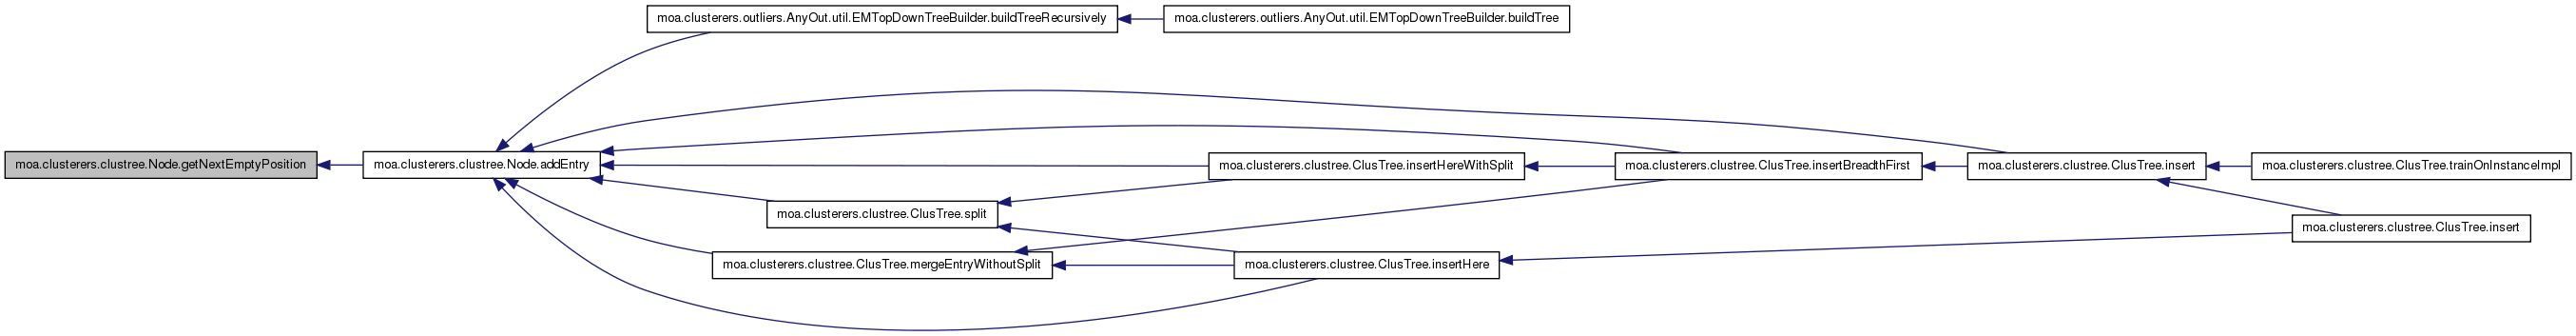 moa.clusterers.outliers.AnyOut.util.EMTopDownTreeBuilder.buildTreeRecursively
moa.clusterers.outliers.AnyOut.util.EMTopDownTreeBuilder.buildTree
moa.clusterers.clustree.Node.getNextEmptyPosition
moa.clusterers.clustree.Node.addEntry
moa.clusterers.clustree.ClusTree.insertHereWithSplit
moa.clusterers.clustree.ClusTree.insertBreadthFirst
moa.clusterers.clustree.ClusTree.insert
moa.clusterers.clustree.ClusTree.trainOnInstanceImpl
moa.clusterers.clustree.ClusTree.split
moa.clusterers.clustree.ClusTree.insert
moa.clusterers.clustree.ClusTree.mergeEntryWithoutSplit
moa.clusterers.clustree.ClusTree.insertHere